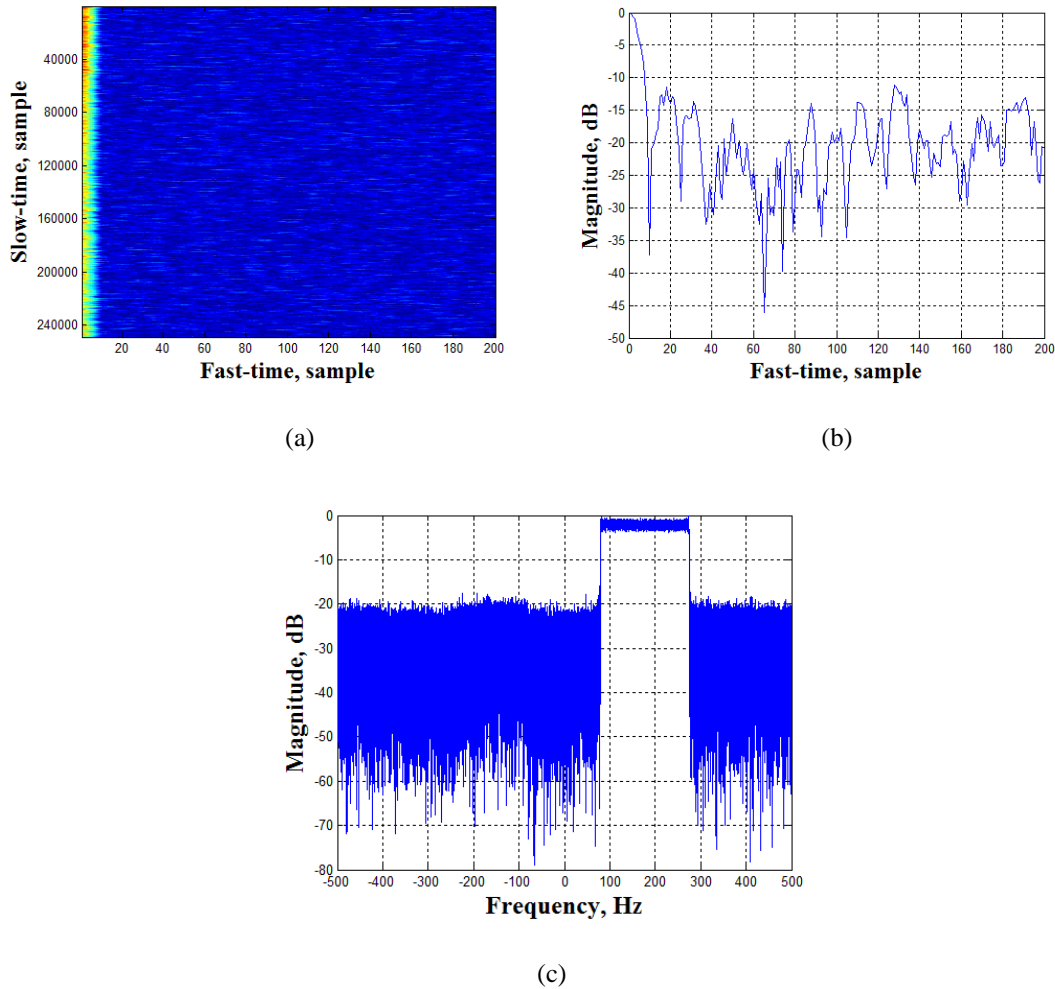 40000
80000
120000
160000
200000
240000
Slow-time, sample
20 40 60 80 100 120 140 160 180 200
Fast-time, sample
(a)
0
-5
-10
-15
-20
-25
-30
-35
-40
-45
-50
Magnitude, dB
0 20 40 60 80 100 120 140 160 180 200
Fast-time, sample
(b)
0
-10
-20
-30
-40
-50
-60
-70
-80
Magnitude, dB
-500 -400 -300 -200 -100 0 100 200 300 400 500
Frequency, Hz
(c)